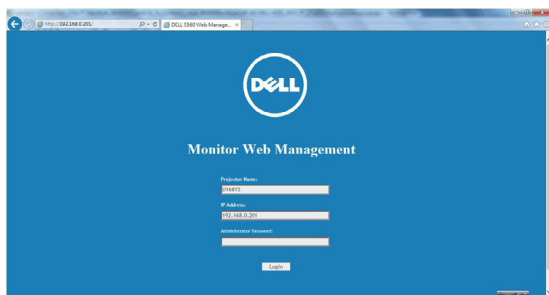 http://192.168.0.201/
DELL S560 Web Manage...
DELL
Monitor Web Management
Projector Name:
D16815
IP Address:
192.168.0.201
Administrator Password:
Login